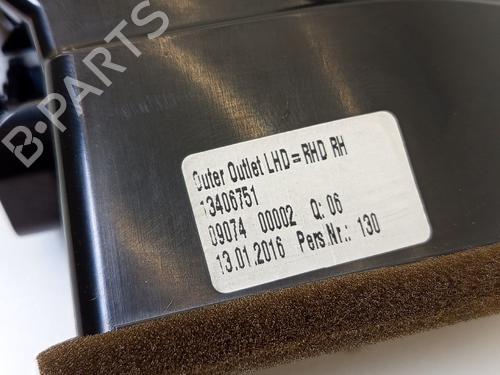 B-PARTS
Outer Outlet LHD=RHD RH
13406751
09074 00002 Q: 06
13.01.2016 Pers.Nr.: 130